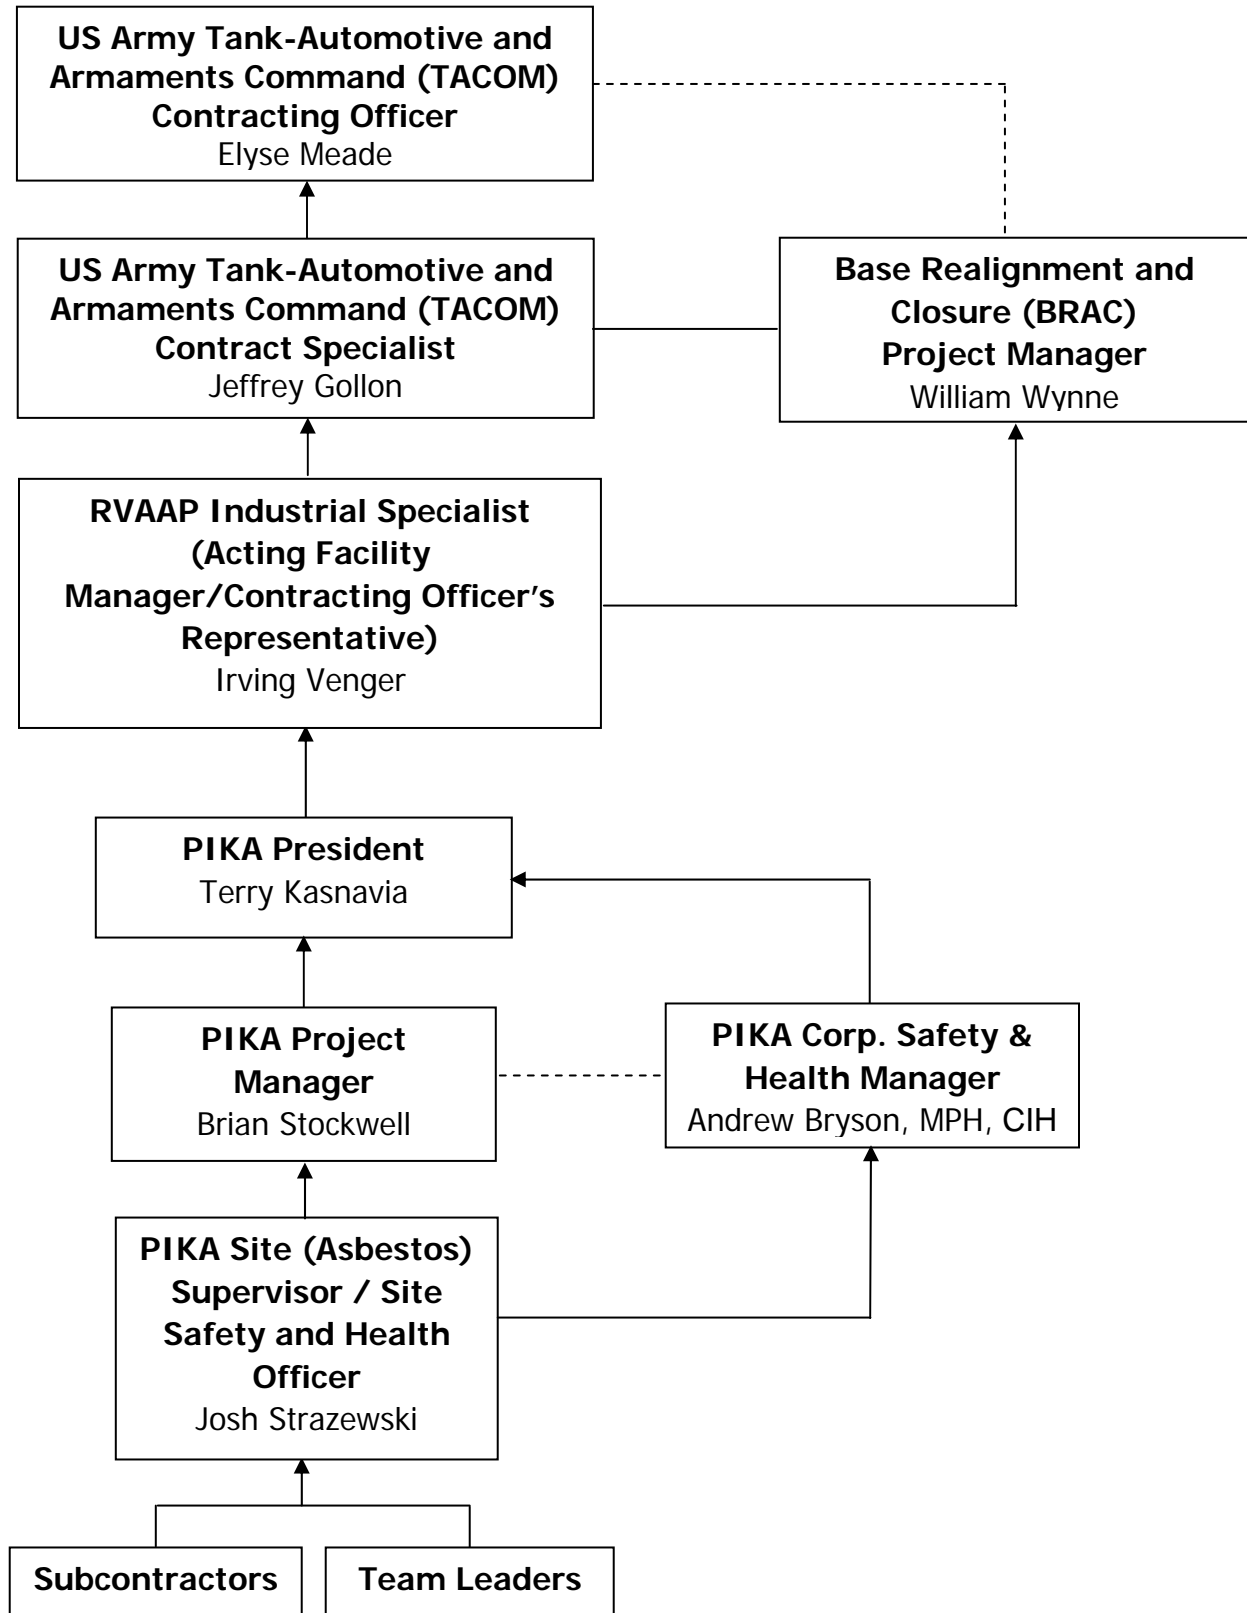 US Army Tank-Automotive and
Armaments Command (TACOM)
Contracting Officer
Elyse Meade
US Army Tank-Automotive and
Armaments Command (TACOM)
Contract Specialist
Jeffrey Gollon
Base Realignment and
Closure (BRAC)
Project Manager
William Wynne
RVAAP Industrial Specialist
(Acting Facility
Manager/Contracting Officer’s
Representative)
Irving Venger
PIKA President
Terry Kasnavia
PIKA Project
Manager
Brian Stockwell
PIKA Corp. Safety &
Health Manager
Andrew Bryson, MPH, CIH
PIKA Site (Asbestos)
Supervisor / Site
Safety and Health
Officer
Josh Strazewski
Subcontractors
Team Leaders